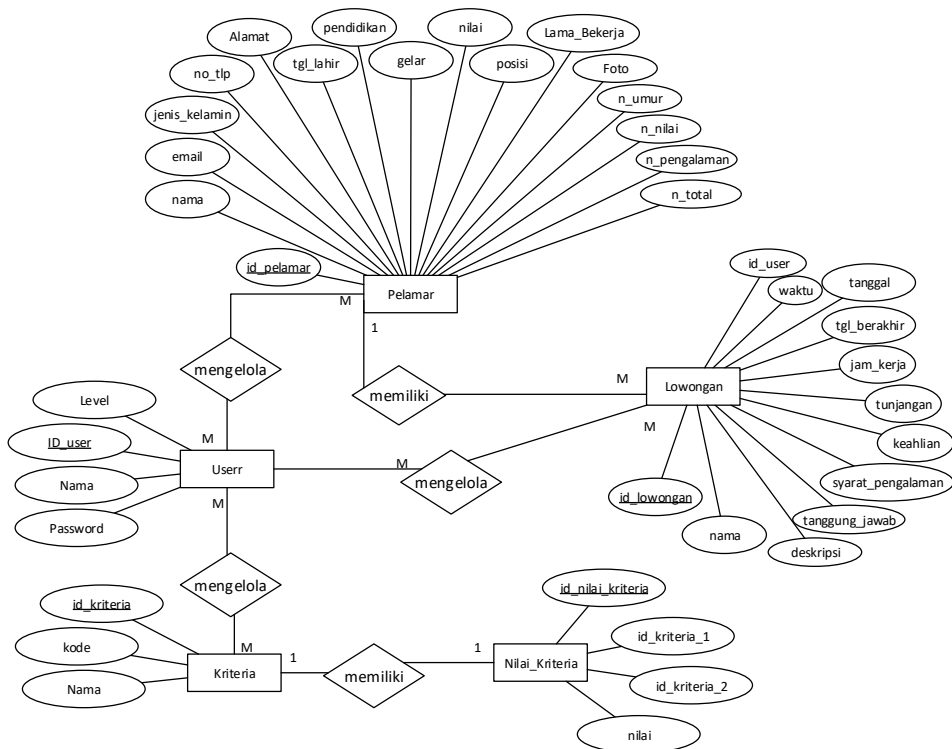 pendidikan
nilai
Lama_Bekerja
Alamat
tgl_lahir
gelar
posisi
Foto
no_tlp
n_umur
jenis_kelamin
n_nilai
email
n_pengalaman
nama
n_total
id_pelamar
id_user
Pelamar
M
1
waktu
tanggal
tgl_berakhir
mengelola
jam_kerja
memiliki
M
Lowongan
Level
tunjangan
M
M
ID_user
keahlian
Userr
M
mengelola
Nama
M
syarat_pengalaman
id_lowongan
Password
nama
tanggung_jawab
deskripsi
mengelola
id_nilai_kriteria
id_kriteria
kode
M
id_kriteria_1
1
1
Kriteria
memiliki
Nilai_Kriteria
Nama
id_kriteria_2
nilai